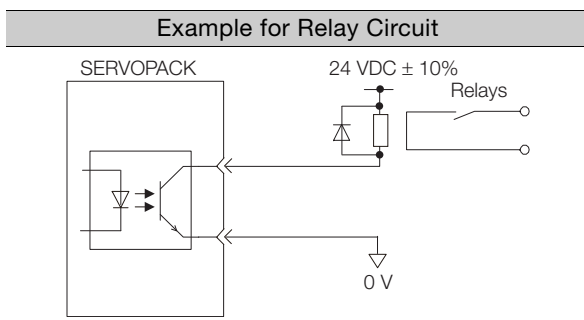 Example for Relay Circuit
SERVOPACK
24 VDC ± 10%
Relays
0 V